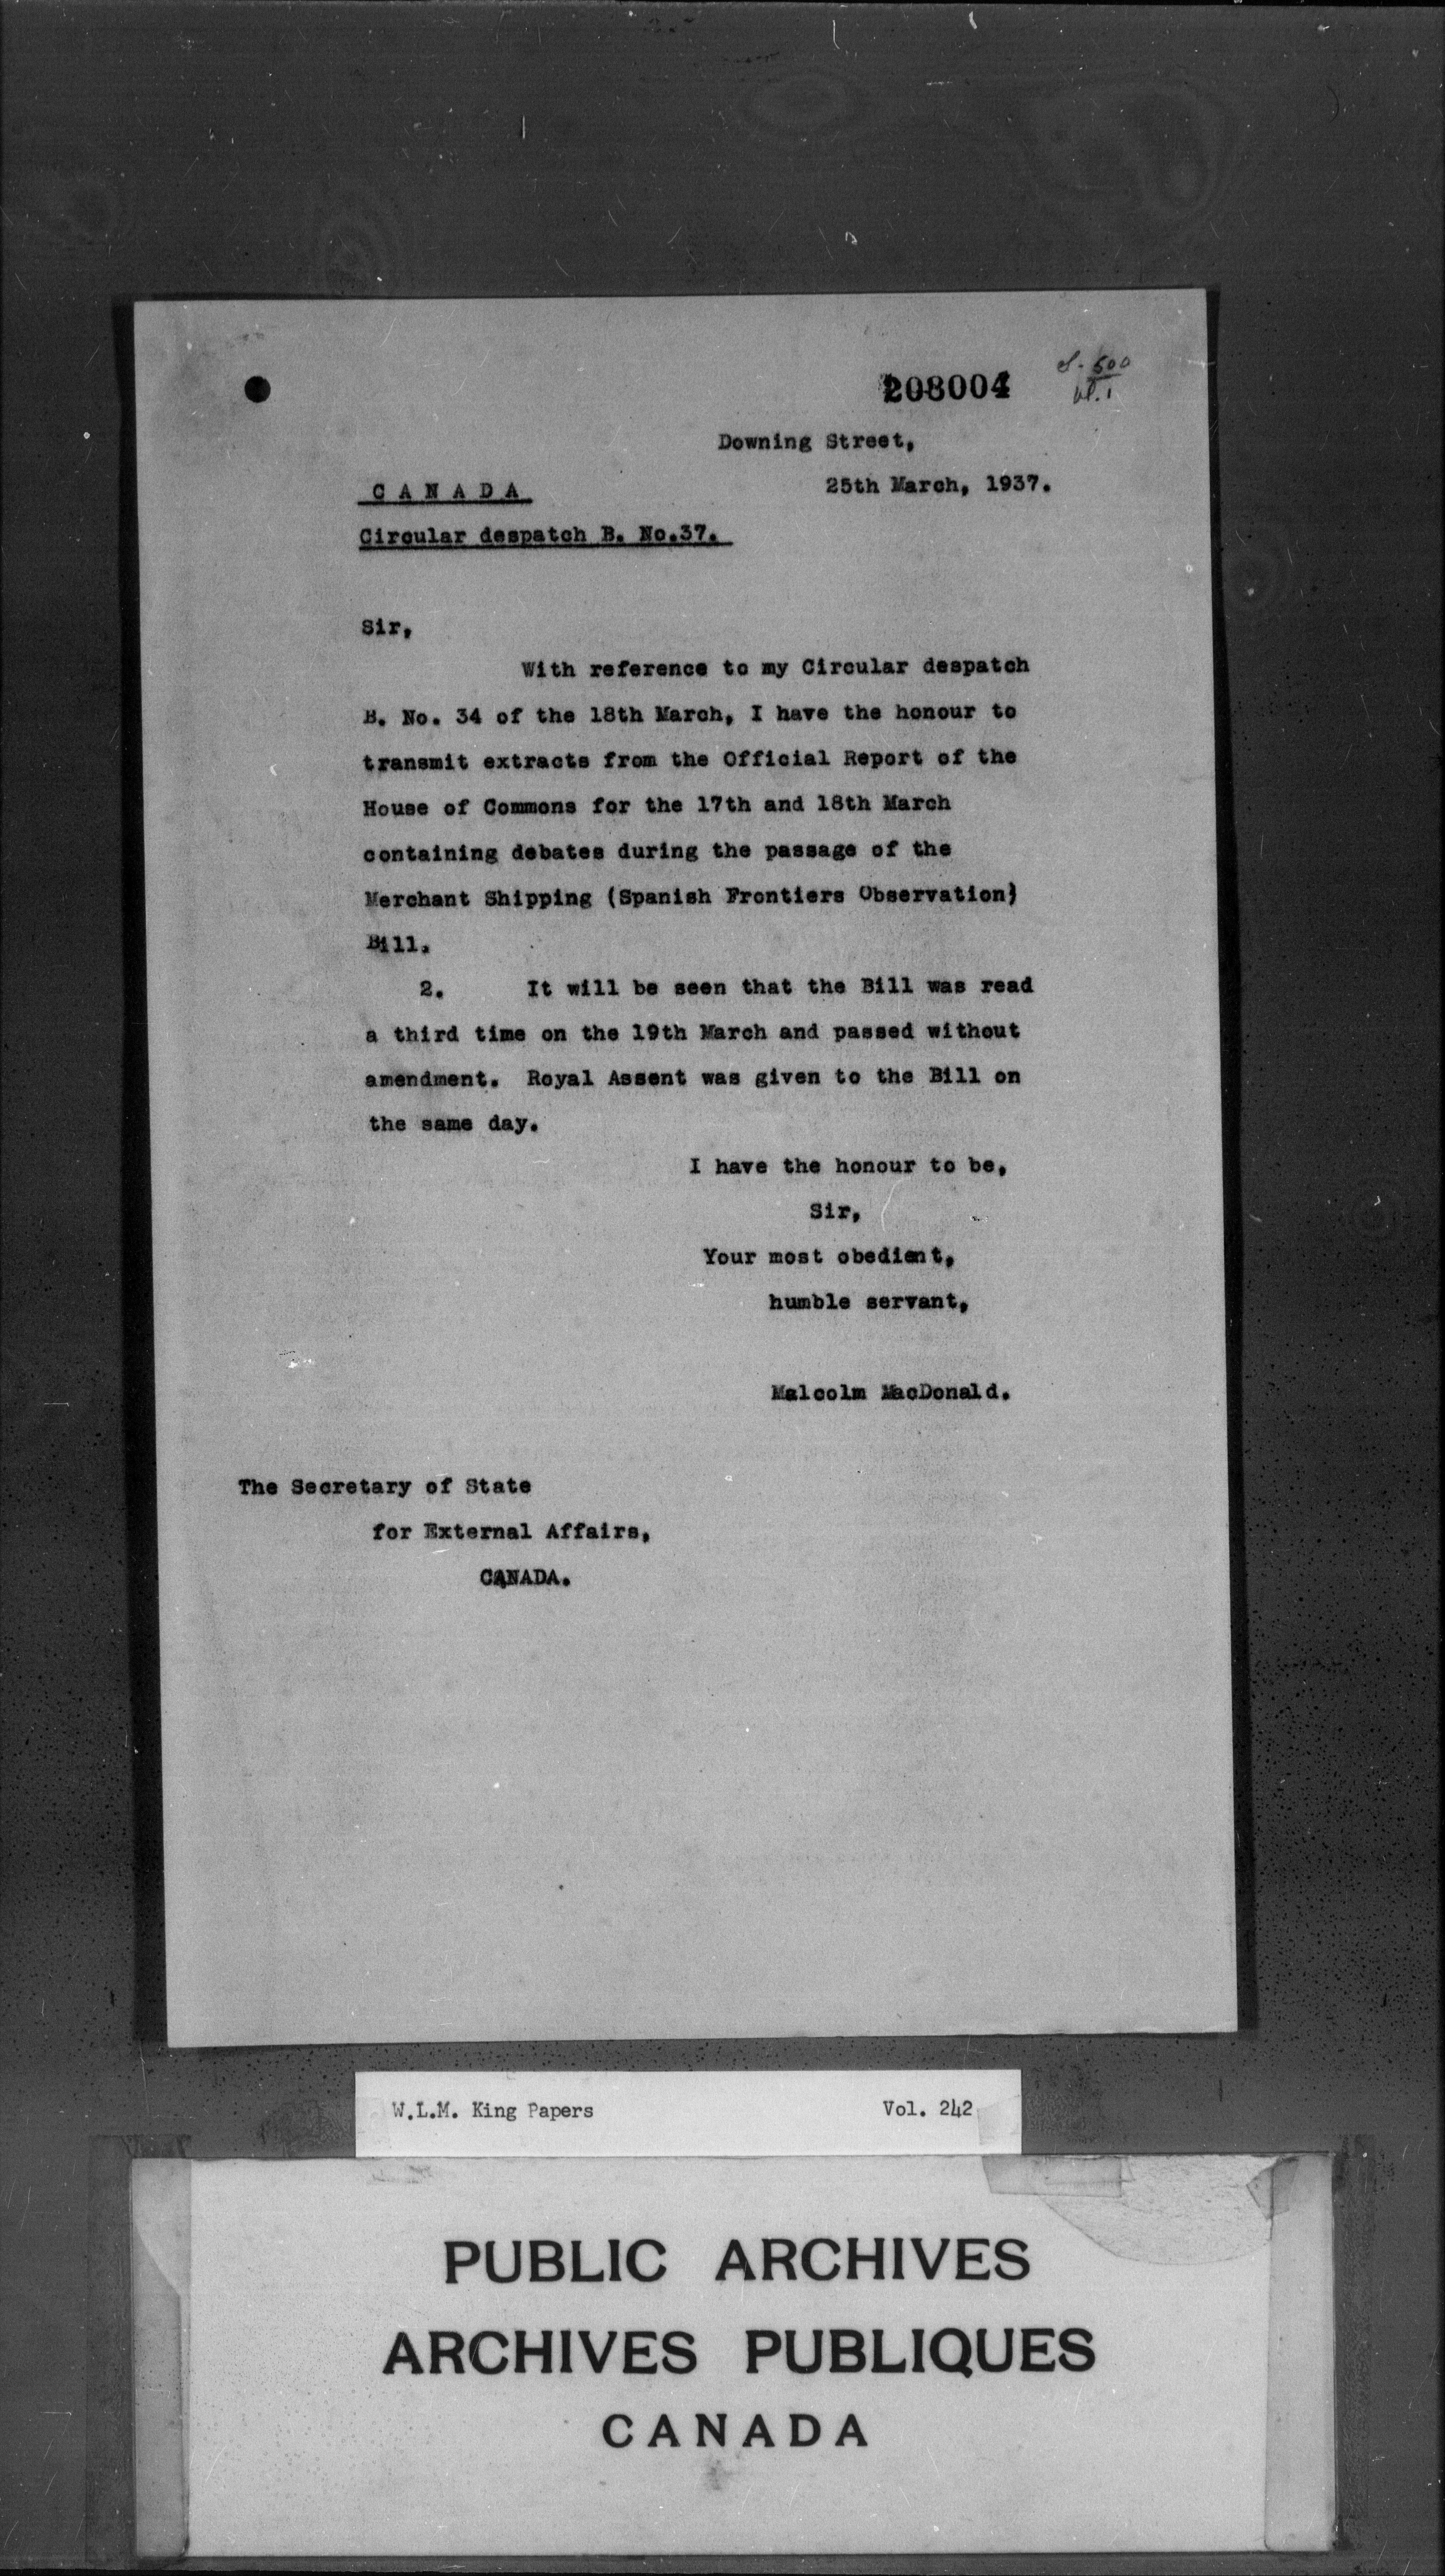 208004
Downing Street,
25th March, 1937.
C A N A D A
Circular despatch B. No.37.
Sir,
With reference to my Circular despatch
B. No. 34 of the 18th March, I have the honour to
transmit extracts from the Official Report of the
House of Commons for the 17th and 18th March
containing debates during the passage of the
Merchant Shipping (Spanish Frontiers Observation)
Bill.
2. It will be seen that the Bill was read
a third time on the 19th March and passed without
amendment. Royal Assent was given to the Bill on
the same day.
I have the honour to be,
Sir,
Your most obedient,
humble servant,
Malcolm MacDonald.
The Secretary of State
for External Affairs,
CANADA.
W.L.M. King Papers Vol. 242
PUBLIC ARCHIVES
ARCHIVES PUBLIQUES
CANADA